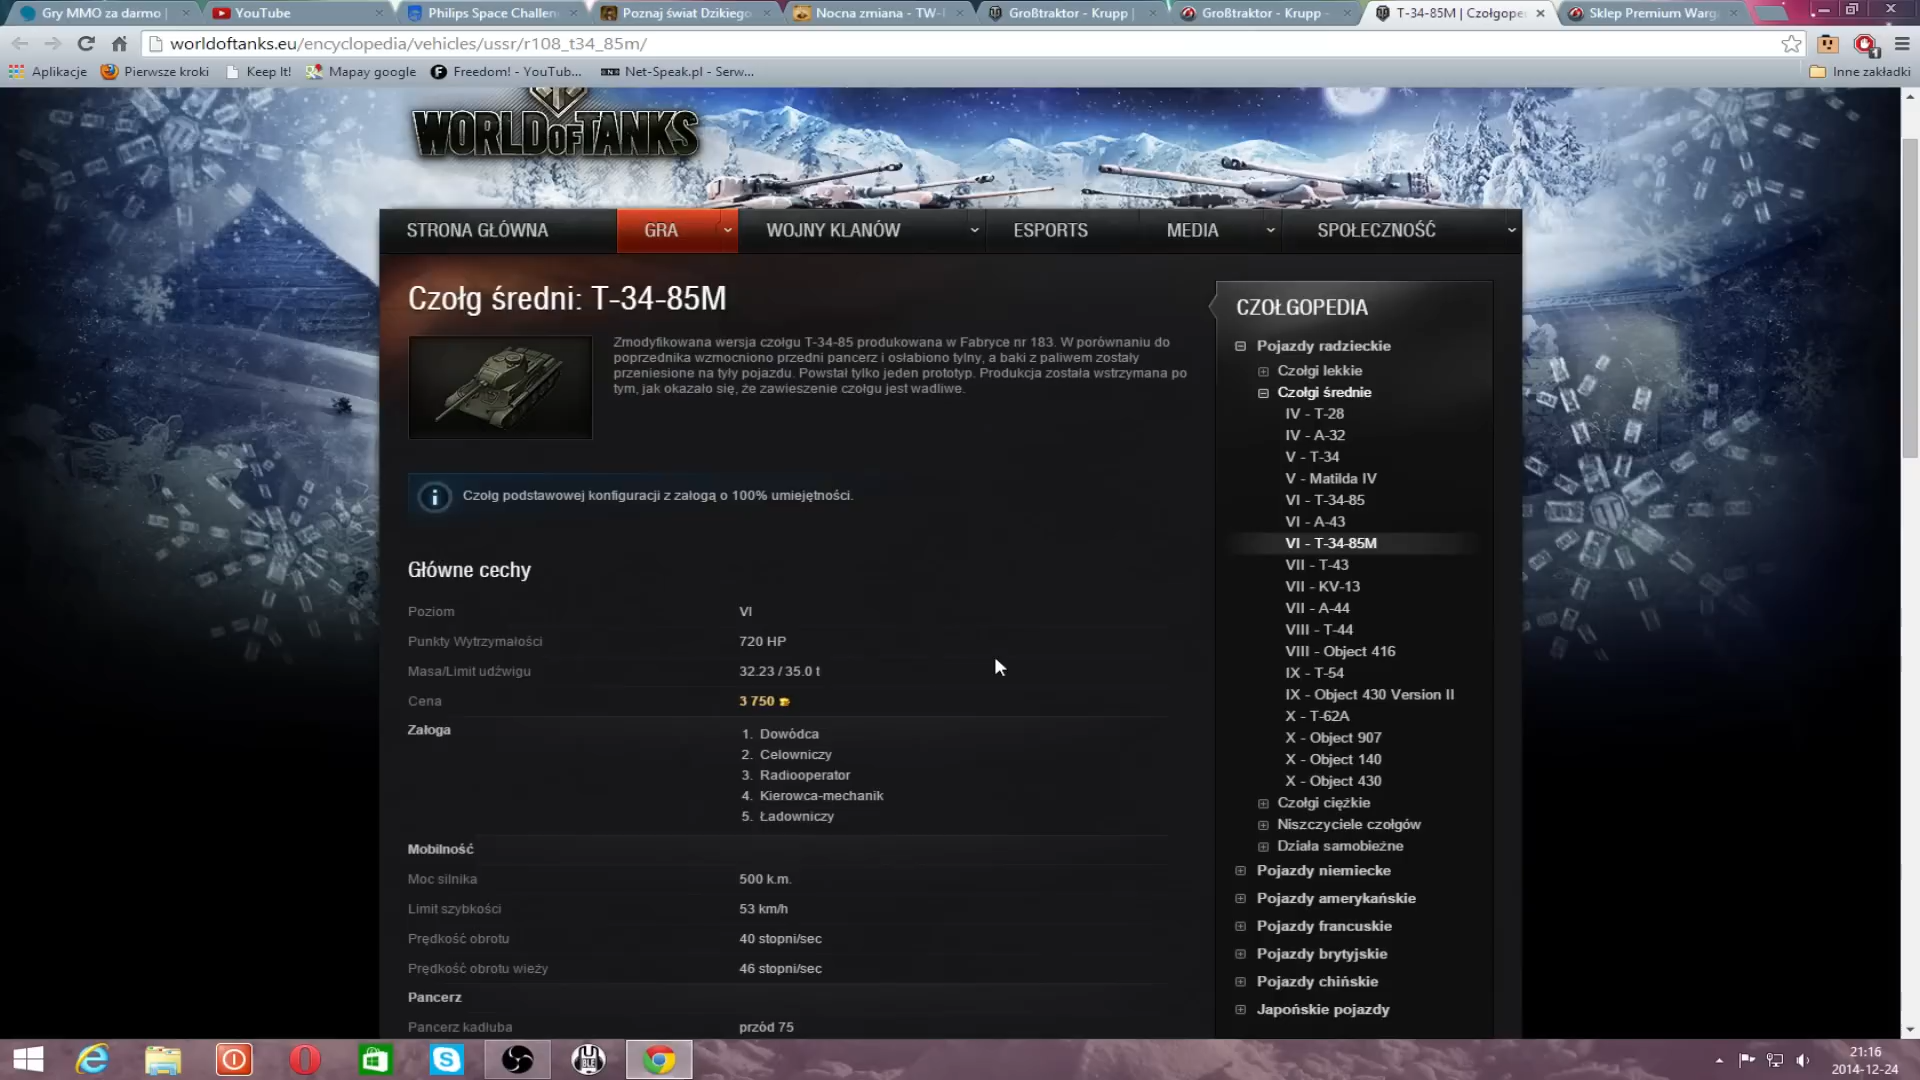 Gry MMO za darmo |
YouTube
Philips Space Challen
Poznaj świat Dzikiego
Nocna zmiana - TW-
Großtraktor - Krupp |
Großtraktor - Krupp -
T-34-85M | Czołgope
Sklep Premium Warg
worldoftanks.eu/encyclopedia/vehicles/ussr/r108_t34_85m/
Aplikacje
Pierwsze kroki
Keep It!
Mapay google
Freedom! - YouTub...
Net-Speak.pl - Serw...
Inne zakładki
WORLD OF TANKS
STRONA GŁÓWNA
GRA
WOJNY KLANÓW
ESPORTS
MEDIA
SPOŁECZNOŚĆ
Czołg średni: T-34-85M
Zmodyfikowana wersja czołgu T-34-85 produkowana w Fabryce nr 183. W porównaniu do
poprzednika wzmocniono przedni pancerz i osłabiono tylny, a baki z paliwem zostały
przeniesione na tyły pojazdu. Powstał tylko jeden prototyp. Produkcja została wstrzymana po
tym, jak okazało się, że zawieszenie czołgu jest wadliwe.
Czołg podstawowej konfiguracji z załogą o 100% umiejętności.
Główne cechy
Poziom VI
Punkty Wytrzymałości 720 HP
Masa/Limit udźwigu 32.23 / 35.0 t
Cena 3 750
Załoga
1. Dowódca
2. Celowniczy
3. Radiooperator
4. Kierowca-mechanik
5. Ładowniczy
Mobilność
Moc silnika 500 k.m.
Limit szybkości 53 km/h
Prędkość obrotu 40 stopni/sec
Prędkość obrotu wieży 46 stopni/sec
Pancerz
Pancerz kadłuba przód 75
CZOŁGOPEDIA
Pojazdy radzieckie
Czołgi lekkie
Czołgi średnie
IV - T-28
IV - A-32
V - T-34
V - Matilda IV
VI - T-34-85
VI - A-43
VI - T-34-85M
VII - T-43
VII - KV-13
VII - A-44
VIII - T-44
VIII - Object 416
IX - T-54
IX - Object 430 Version II
X - T-62A
X - Object 907
X - Object 140
X - Object 430
Czołgi ciężkie
Niszczyciele czołgów
Działa samobieżne
Pojazdy niemieckie
Pojazdy amerykańskie
Pojazdy francuskie
Pojazdy brytyjskie
Pojazdy chińskie
Japońskie pojazdy
21:16
2014-12-24